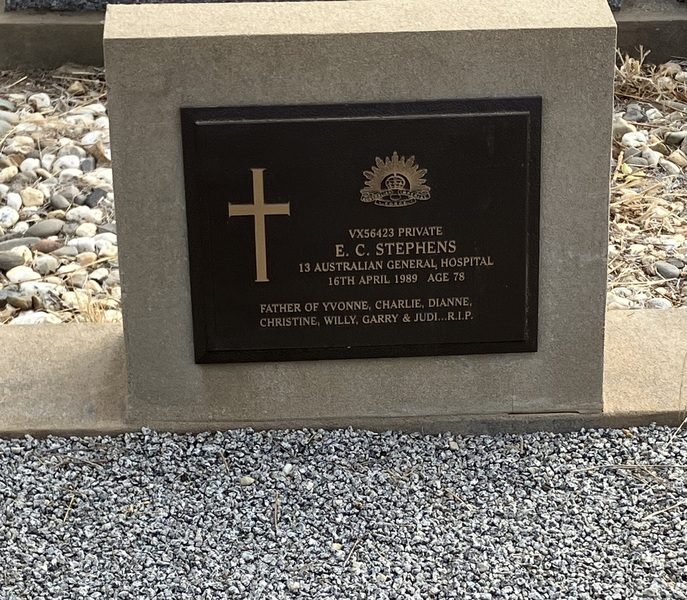 VX56423 PRIVATE
E. C. STEPHENS
13 AUSTRALIAN GENERAL HOSPITAL
16TH APRIL 1989 AGE 78
FATHER OF YVONNE, CHARLIE, DIANNE,
CHRISTINE, WILLY, GARRY & JUDI...R.I.P.